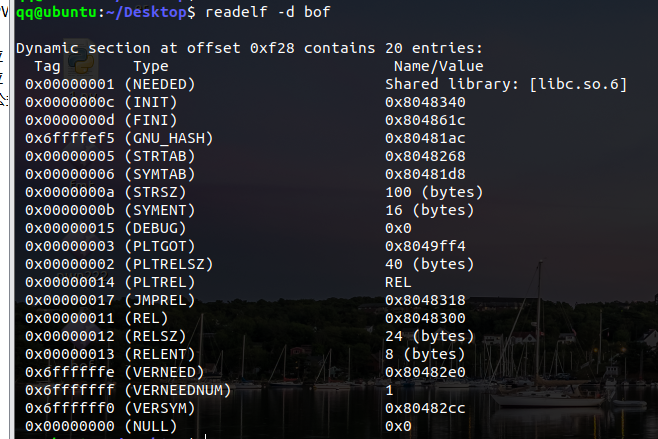 qq@ubuntu:~/Desktop$ readelf -d bof
Dynamic section at offset 0xf28 contains 20 entries:
Tag Type Name/Value
0x00000001 (NEEDED) Shared library: [libc.so.6]
0x0000000c (INIT) 0x8048340
0x0000000d (FINI) 0x804861c
0x6ffffef5 (GNU_HASH) 0x80481ac
0x00000005 (STRTAB) 0x8048268
0x00000006 (SYMTAB) 0x80481d8
0x0000000a (STRSZ) 100 (bytes)
0x0000000b (SYMENT) 16 (bytes)
0x00000015 (DEBUG) 0x0
0x00000003 (PLTGOT) 0x8049ff4
0x00000002 (PLTRELSZ) 40 (bytes)
0x00000014 (PLTREL) REL
0x00000017 (JMPREL) 0x8048318
0x00000011 (REL) 0x8048300
0x00000012 (RELSZ) 24 (bytes)
0x00000013 (RELENT) 8 (bytes)
0x6ffffffe (VERNEED) 0x80482e0
0x6fffffff (VERNEEDNUM) 1
0x6ffffff0 (VERSYM) 0x80482cc
0x00000000 (NULL) 0x0